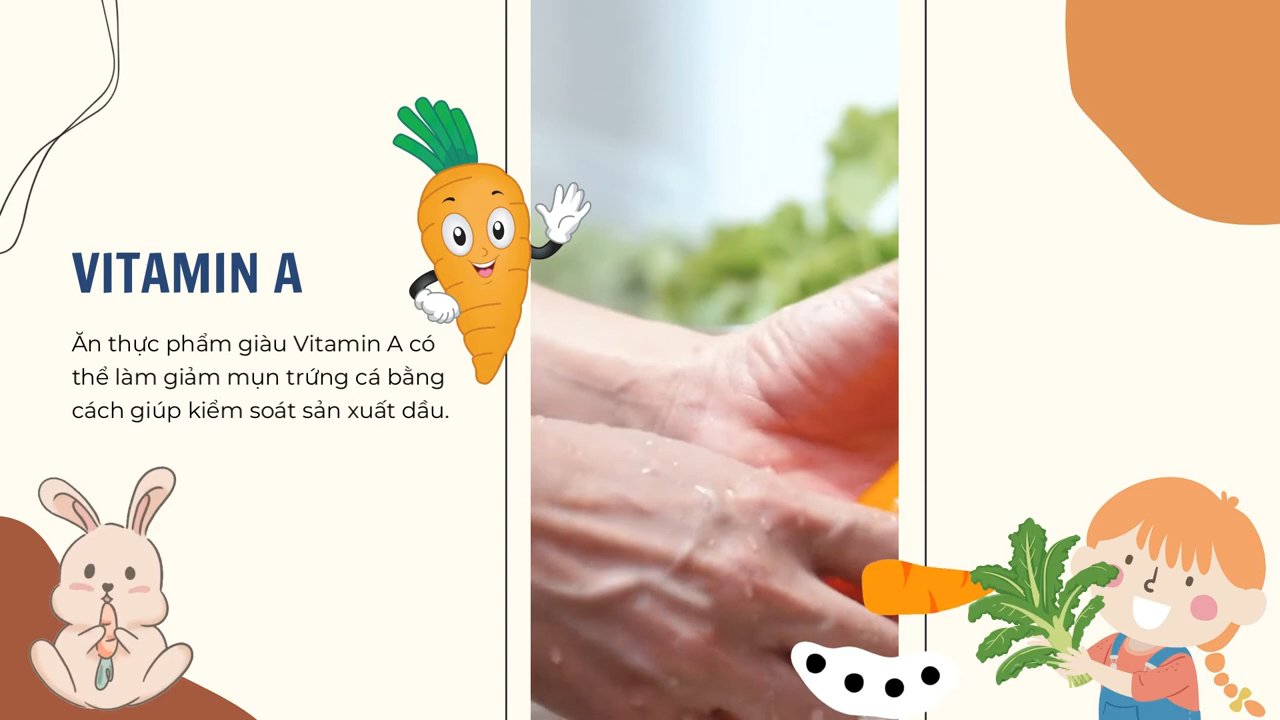 VITAMIN A
Ăn thực phẩm giàu Vitamin A có
thể làm giảm mụn trứng cá bằng
cách giúp kiểm soát sản xuất dầu.